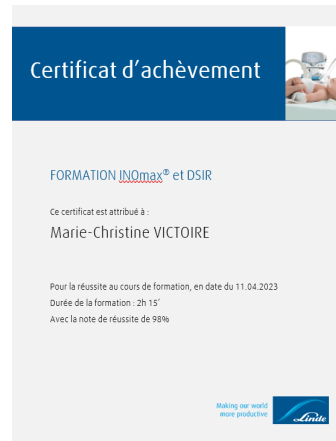 Certificat d'achèvement
FORMATION INOmax® et DSIR
Ce certificat est attribué à :
Marie-Christine VICTOIRE
Pour la réussite au cours de formation, en date du 11.04.2023
Durée de la formation : 2h 15'
Avec la note de réussite de 98%
Making our world
more productive
Linde